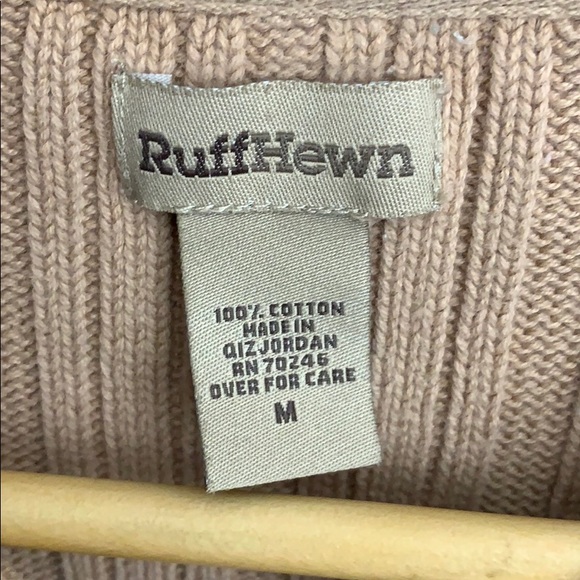 RuffHewn
100% COTTON
MADE IN
QIZ JORDAN
RN 70246
OVER FOR CARE
M